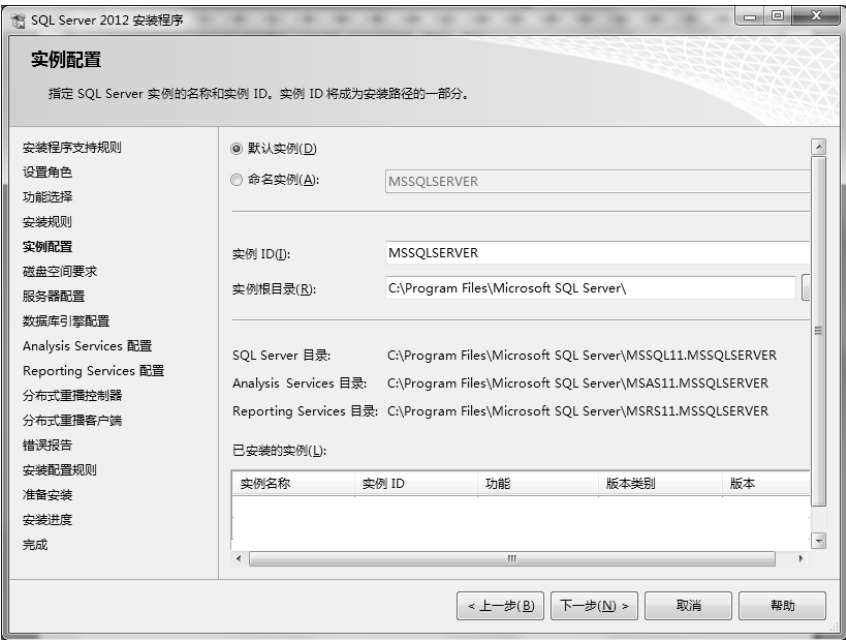 SQL Server 2012 安装程序
实例配置
指定 SQL Server 实例的名称和实例 ID。实例 ID 将成为安装路径的一部分。
安装程序支持规则
设置角色
功能选择
安装规则
实例配置
磁盘空间要求
服务器配置
数据库引擎配置
Analysis Services 配置
Reporting Services 配置
分布式重播控制器
分布式重播客户端
错误报告
安装配置规则
准备安装
安装进度
完成
默认实例(D)
命名实例(A): MSSQLSERVER
实例 ID(I): MSSQLSERVER
实例根目录(R): C:\Program Files\Microsoft SQL Server\
SQL Server 目录: C:\Program Files\Microsoft SQL Server\MSSQL11.MSSQLSERVER
Analysis Services 目录: C:\Program Files\Microsoft SQL Server\MSAS11.MSSQLSERVER
Reporting Services 目录: C:\Program Files\Microsoft SQL Server\MSRS11.MSSQLSERVER
已安装的实例(L):
实例名称 实例 ID 功能 版本类别 版本
< 上一步(B) 下一步(N) > 取消 帮助